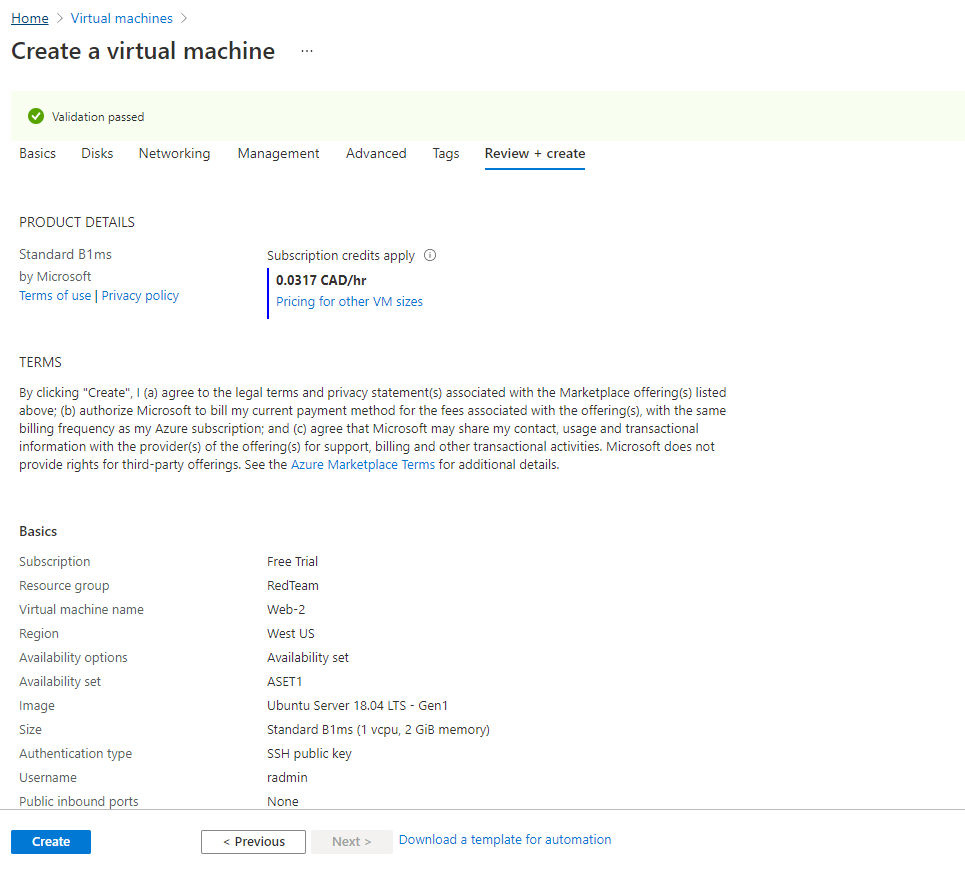 Home > Virtual machines >
Create a virtual machine ...
Validation passed
Basics Disks Networking Management Advanced Tags Review + create
PRODUCT DETAILS
Standard B1ms
by Microsoft
Terms of use | Privacy policy
Subscription credits apply
0.0317 CAD/hr
Pricing for other VM sizes
TERMS
By clicking "Create", I (a) agree to the legal terms and privacy statement(s) associated with the Marketplace offering(s) listed
above; (b) authorize Microsoft to bill my current payment method for the fees associated with the offering(s), with the same
billing frequency as my Azure subscription; and (c) agree that Microsoft may share my contact, usage and transactional
information with the provider(s) of the offering(s) for support, billing and other transactional activities. Microsoft does not
provide rights for third-party offerings. See the Azure Marketplace Terms for additional details.
Basics
Subscription Free Trial
Resource group RedTeam
Virtual machine name Web-2
Region West US
Availability options Availability set
Availability set ASET1
Image Ubuntu Server 18.04 LTS - Gen1
Size Standard B1ms (1 vcpu, 2 GiB memory)
Authentication type SSH public key
Username radmin
Public inbound ports None
Create < Previous Next > Download a template for automation